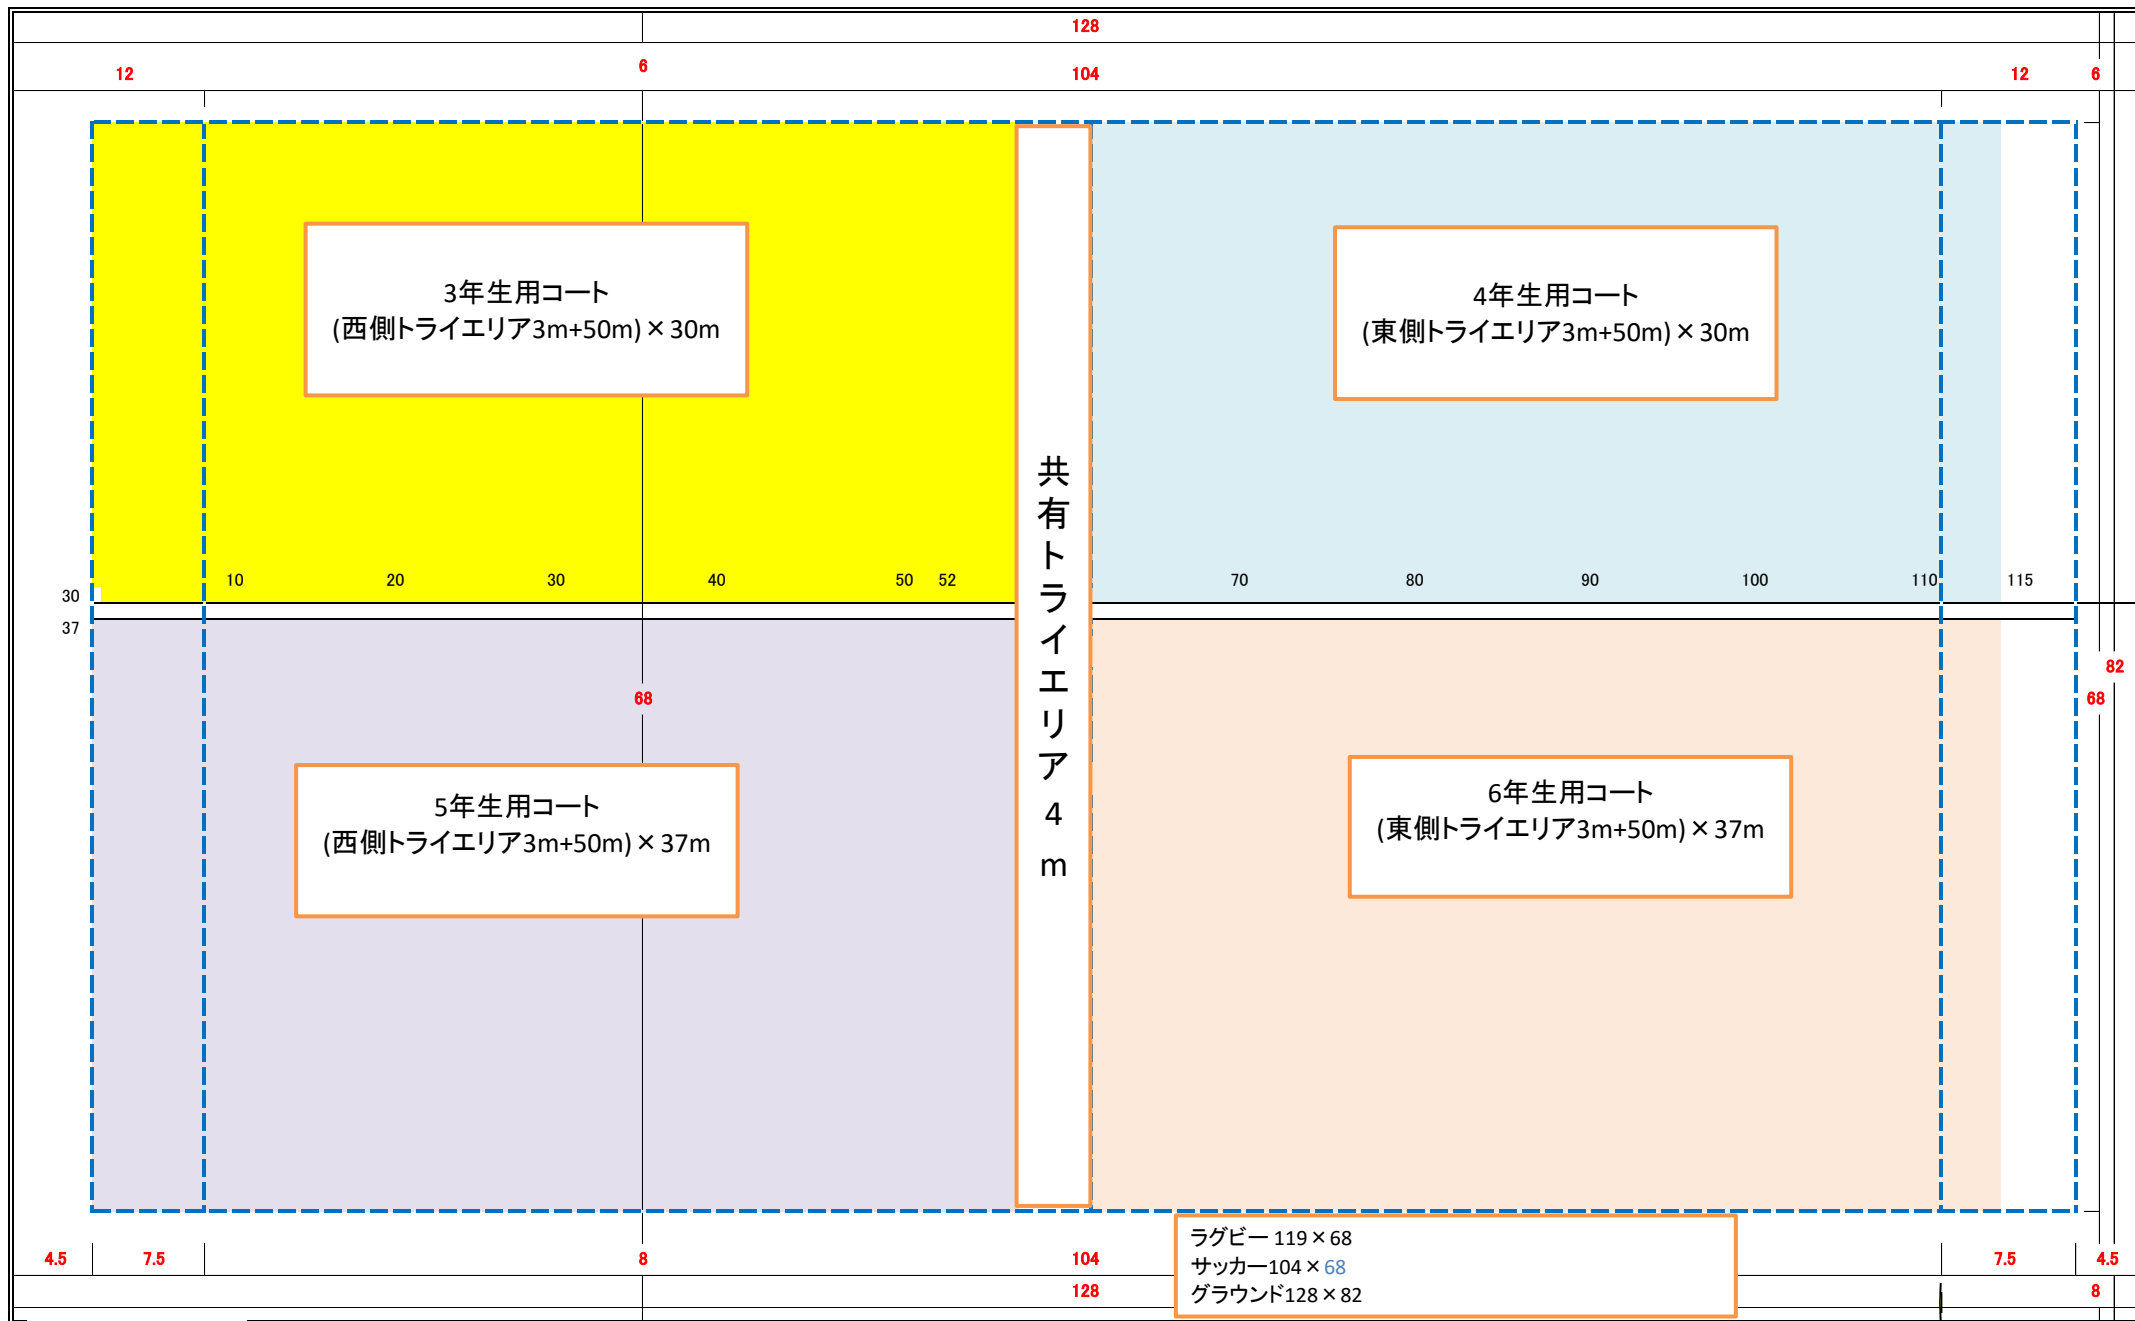 128
12
6
104
12
6
3年生用コート
(西側トライエリア3m+50m)×30m
4年生用コート
(東側トライエリア3m+50m)×30m
共有トライエリア4m
10
20
30
40
50
52
70
80
90
100
110
115
30
37
82
68
68
5年生用コート
(西側トライエリア3m+50m)×37m
6年生用コート
(東側トライエリア3m+50m)×37m
ラグビー 119×68
サッカー104×68
グラウンド128×82
4.5
7.5
8
104
7.5
4.5
128
8